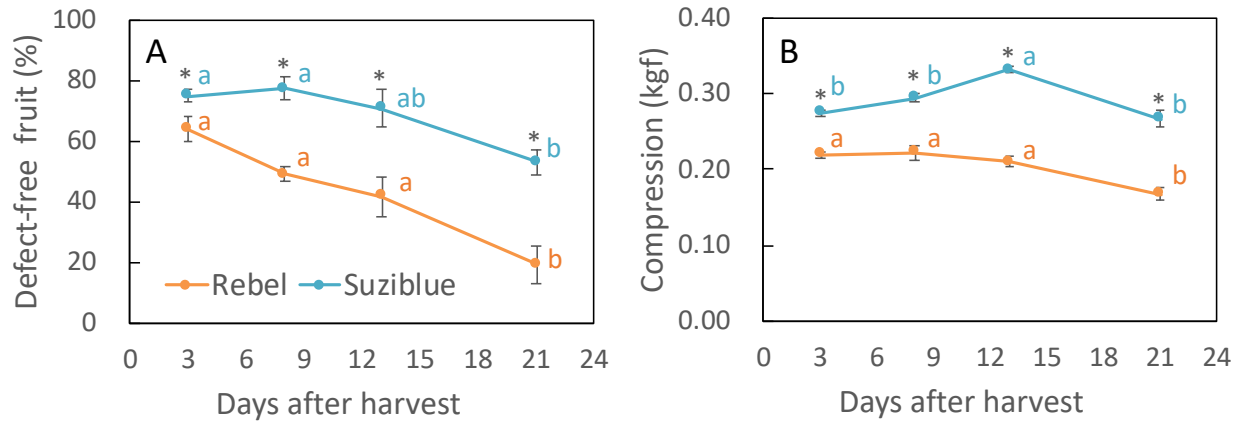 A
Defect-free fruit (%)
100
80
60
40
20
0
* a
* a
* ab
* b
a
a
a
b
Rebel Suziblue
0 3 6 9 12 15 18 21 24
Days after harvest
B
Compression (kgf)
0.40
0.30
0.20
0.10
0.00
* b
* b
* a
* b
a
a
a
b
0 3 6 9 12 15 18 21 24
Days after harvest